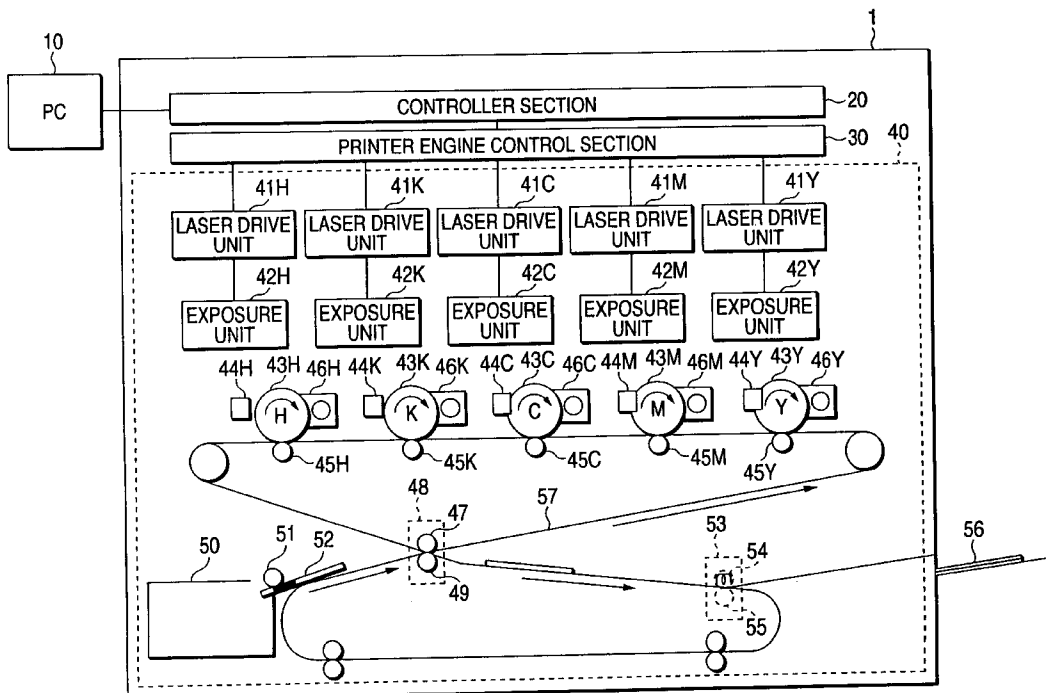 1
10
PC
CONTROLLER SECTION
20
PRINTER ENGINE CONTROL SECTION
30
40
41H 41K 41C 41M 41Y
LASER DRIVE UNIT
LASER DRIVE UNIT
LASER DRIVE UNIT
LASER DRIVE UNIT
LASER DRIVE UNIT
42H 42K 42C 42M 42Y
EXPOSURE UNIT
EXPOSURE UNIT
EXPOSURE UNIT
EXPOSURE UNIT
EXPOSURE UNIT
44H 43H 46H 44K 43K 46K 44C 43C 46C 44M 43M 46M 44Y 43Y 46Y
H K C M Y
45H 45K 45C 45M 45Y
48
47
57
53
54
56
51
52
50
49
55